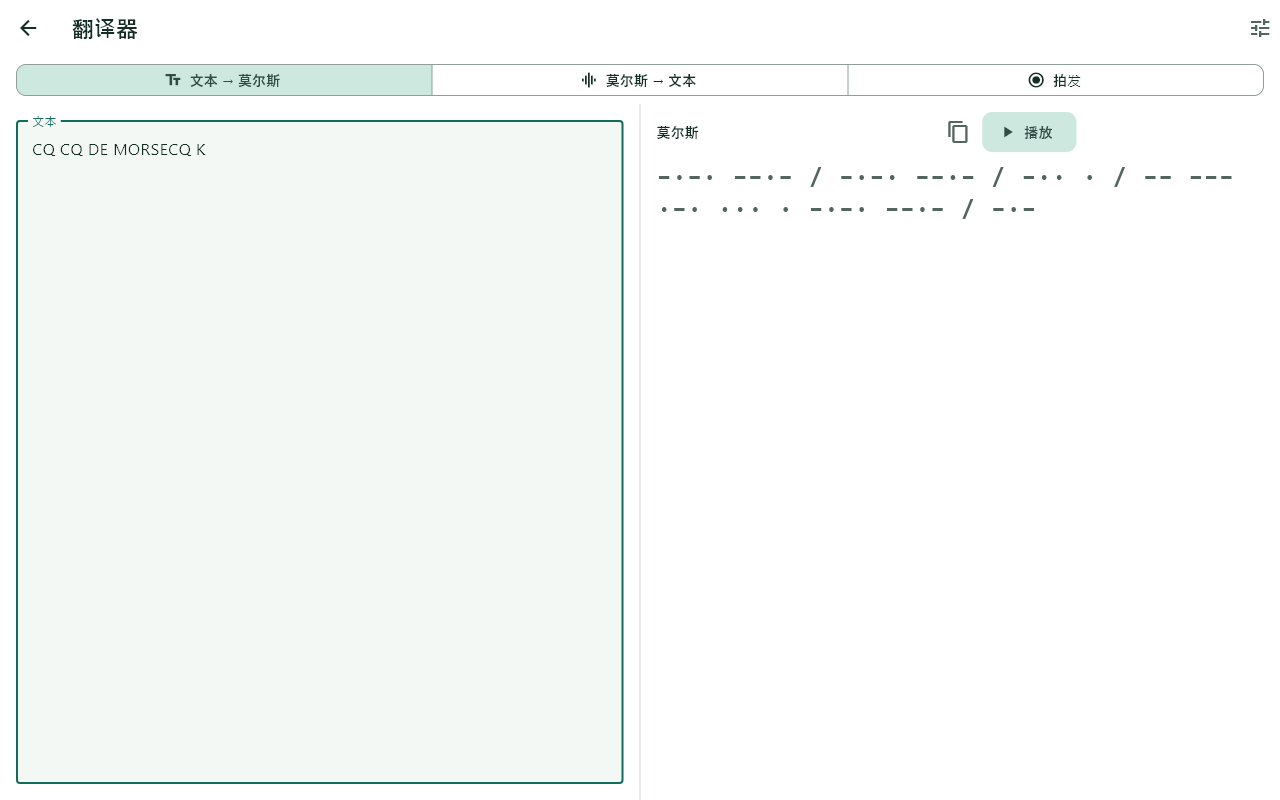 翻译器
文本 → 莫尔斯
莫尔斯 → 文本
拍发
文本
CQ CQ DE MORSECQ K
莫尔斯
播放
−·−· −−·− / −·−· −−·− / −·· · / −− −−−
·−· ··· · −·−· −−·− / −·−